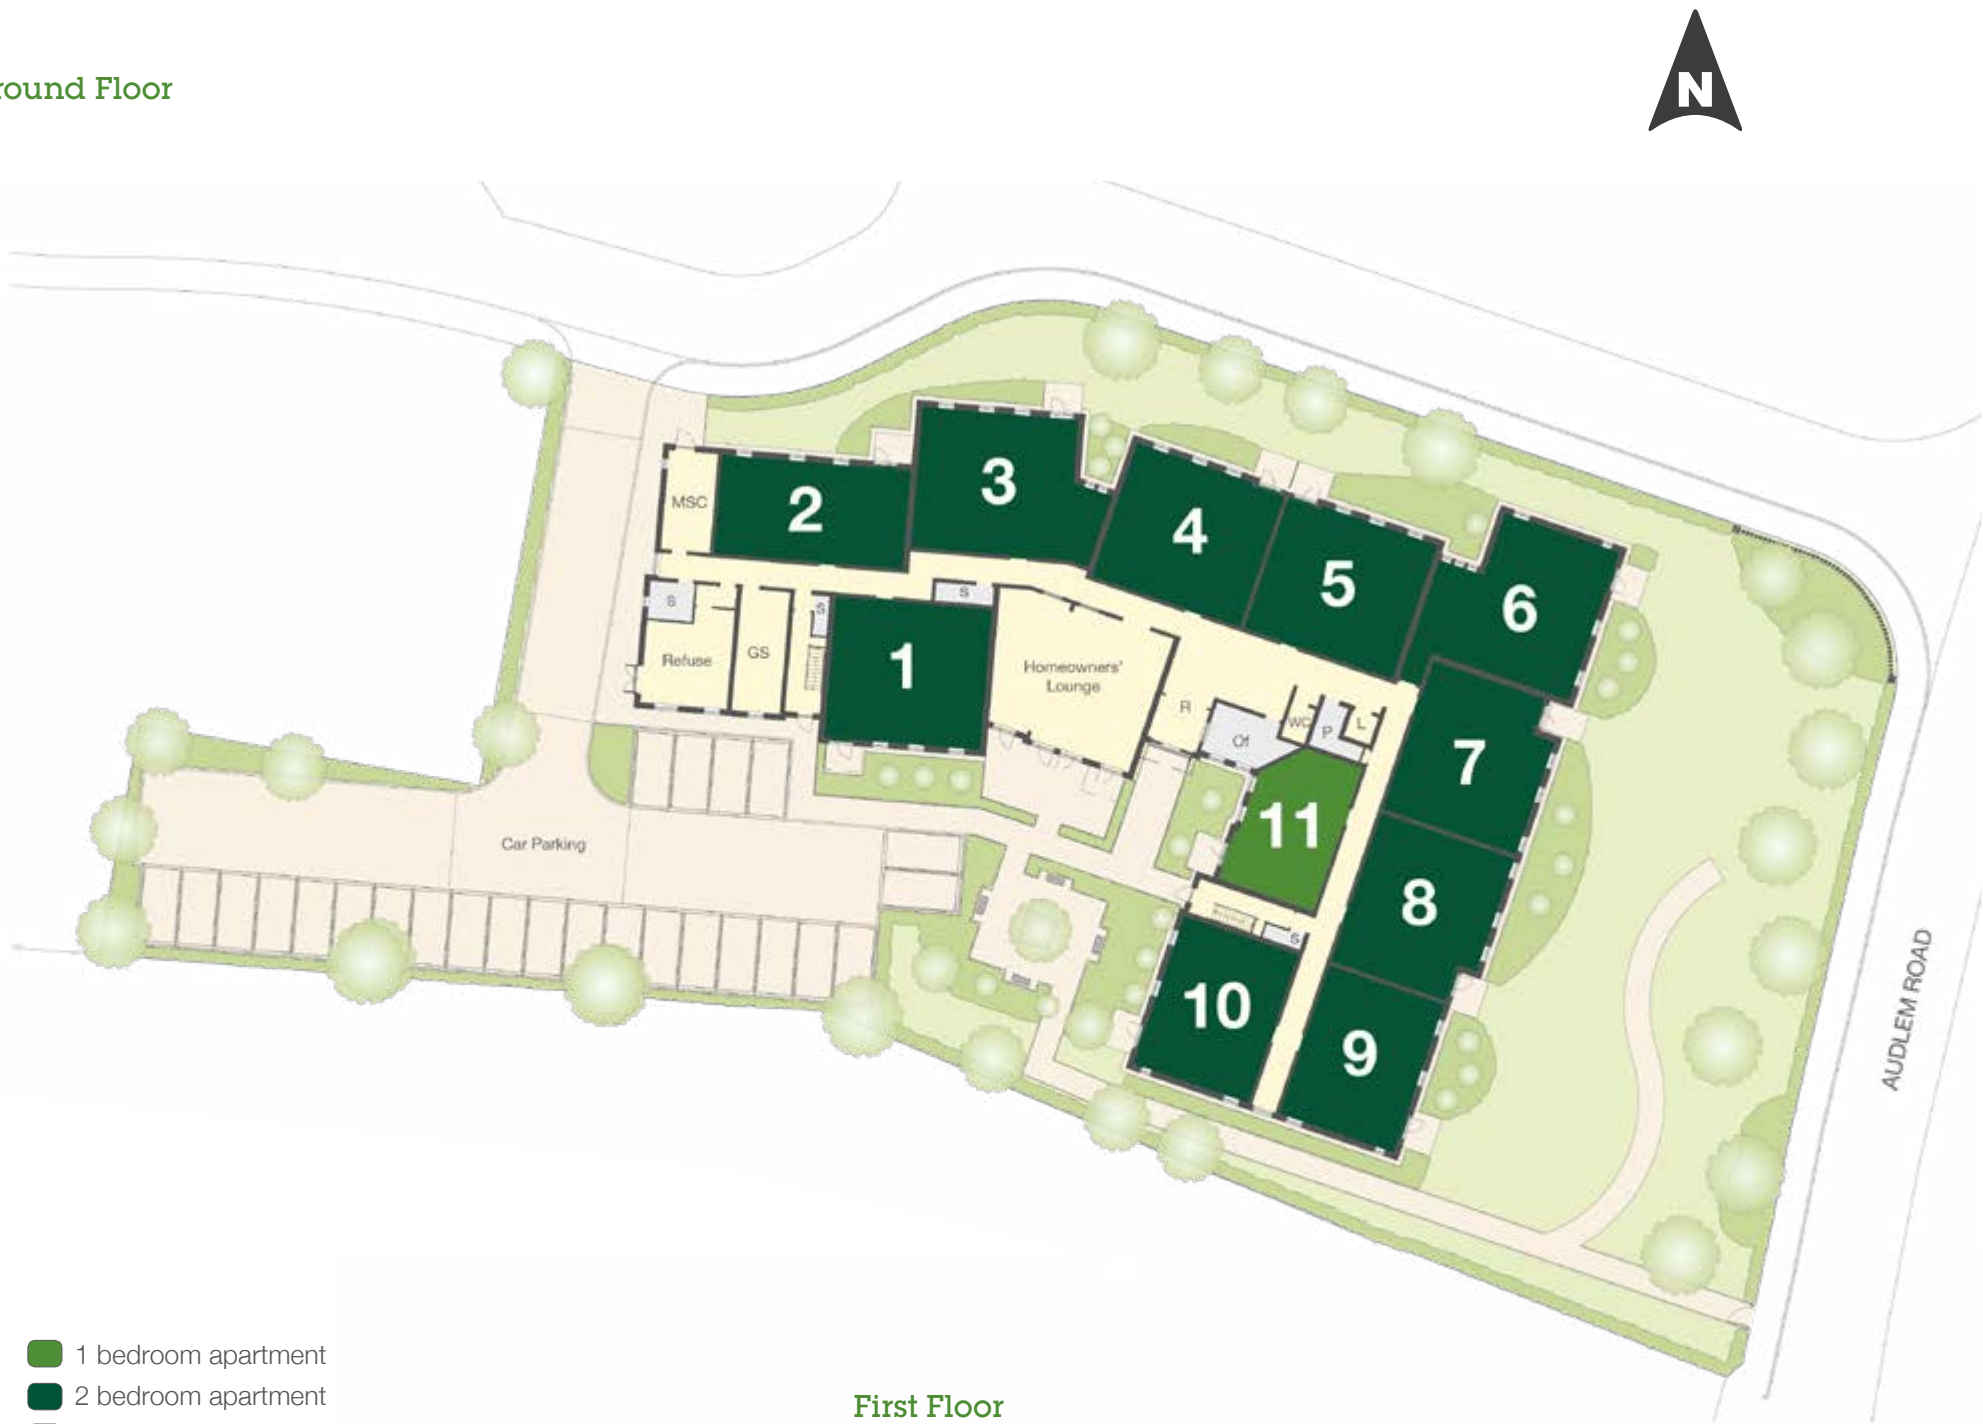 N
round Floor
3
2
MSC
4
5
6
S
S
S
Refuse
GS
1
Homeowners'
Lounge
R
Of
WC
P
L
7
11
Car Parking
8
S
10
9
AUDLEM ROAD
1 bedroom apartment
2 bedroom apartment
First Floor